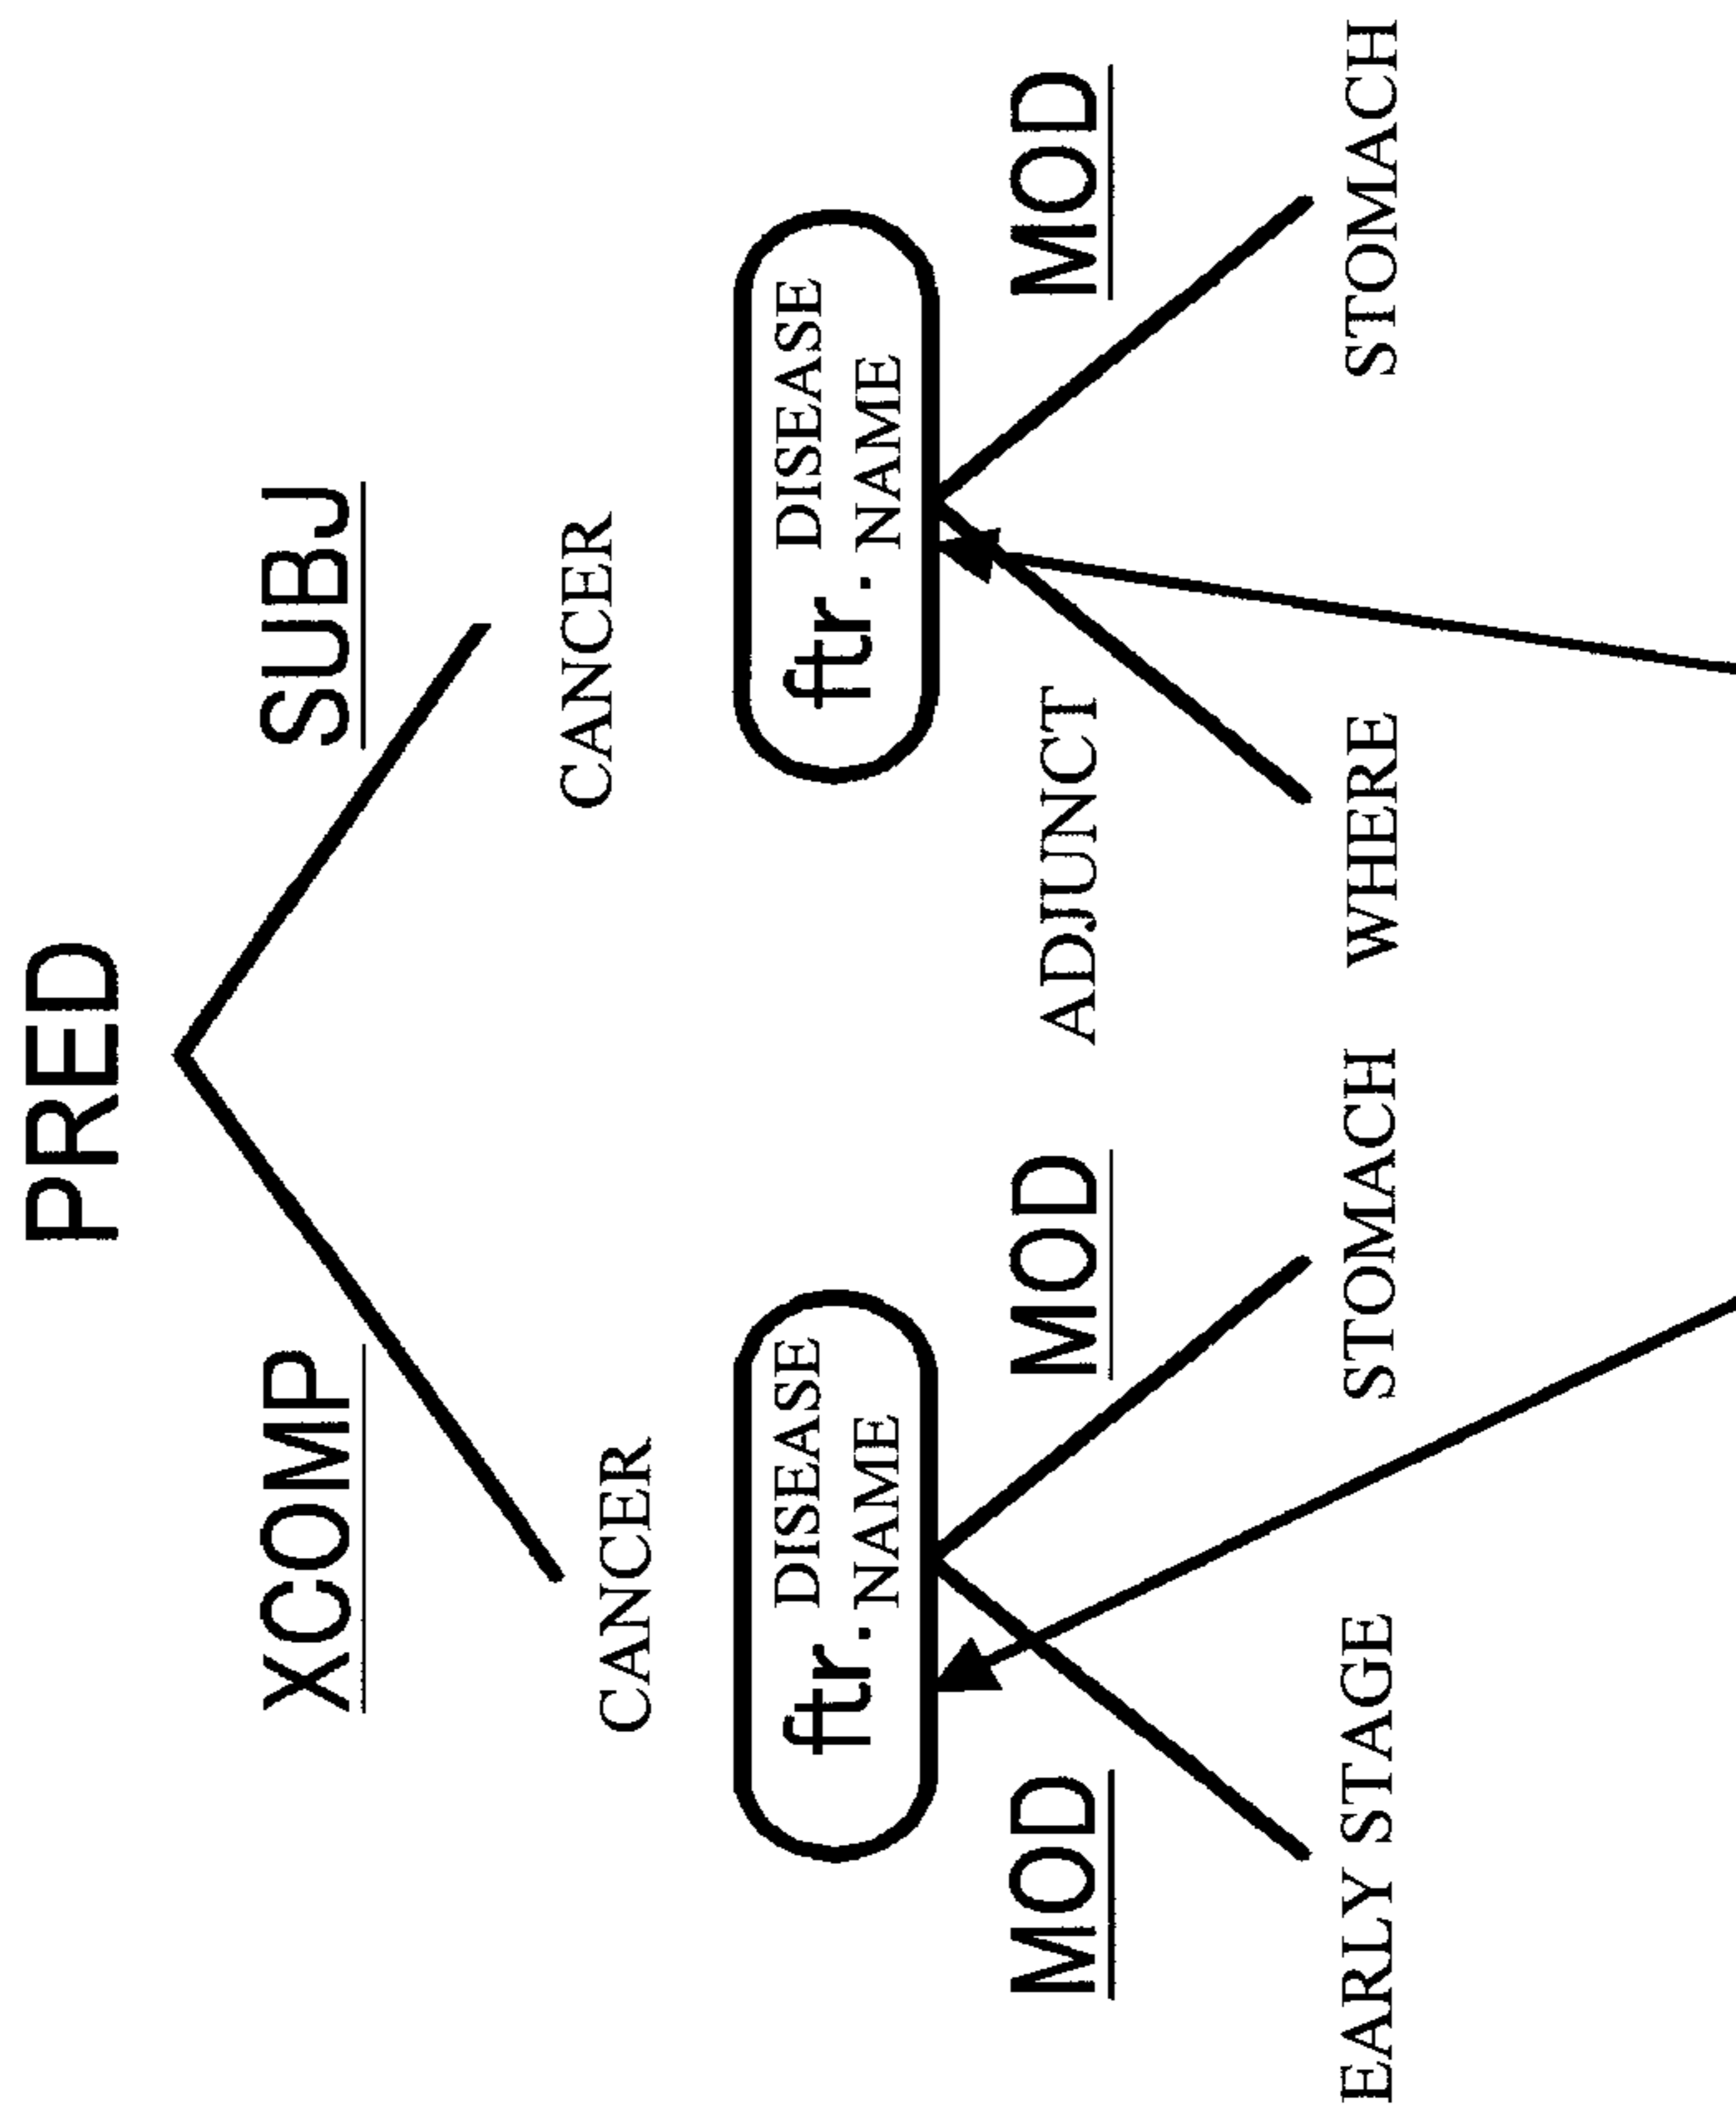 PRED
XCOMP
SUBJ
CANCER
CANCER
ftr. DISEASE
NAME
ftr. DISEASE
NAME
MOD
MOD
ADJUNCT
MOD
EARLY STAGE
STOMACH
WHERE
STOMACH